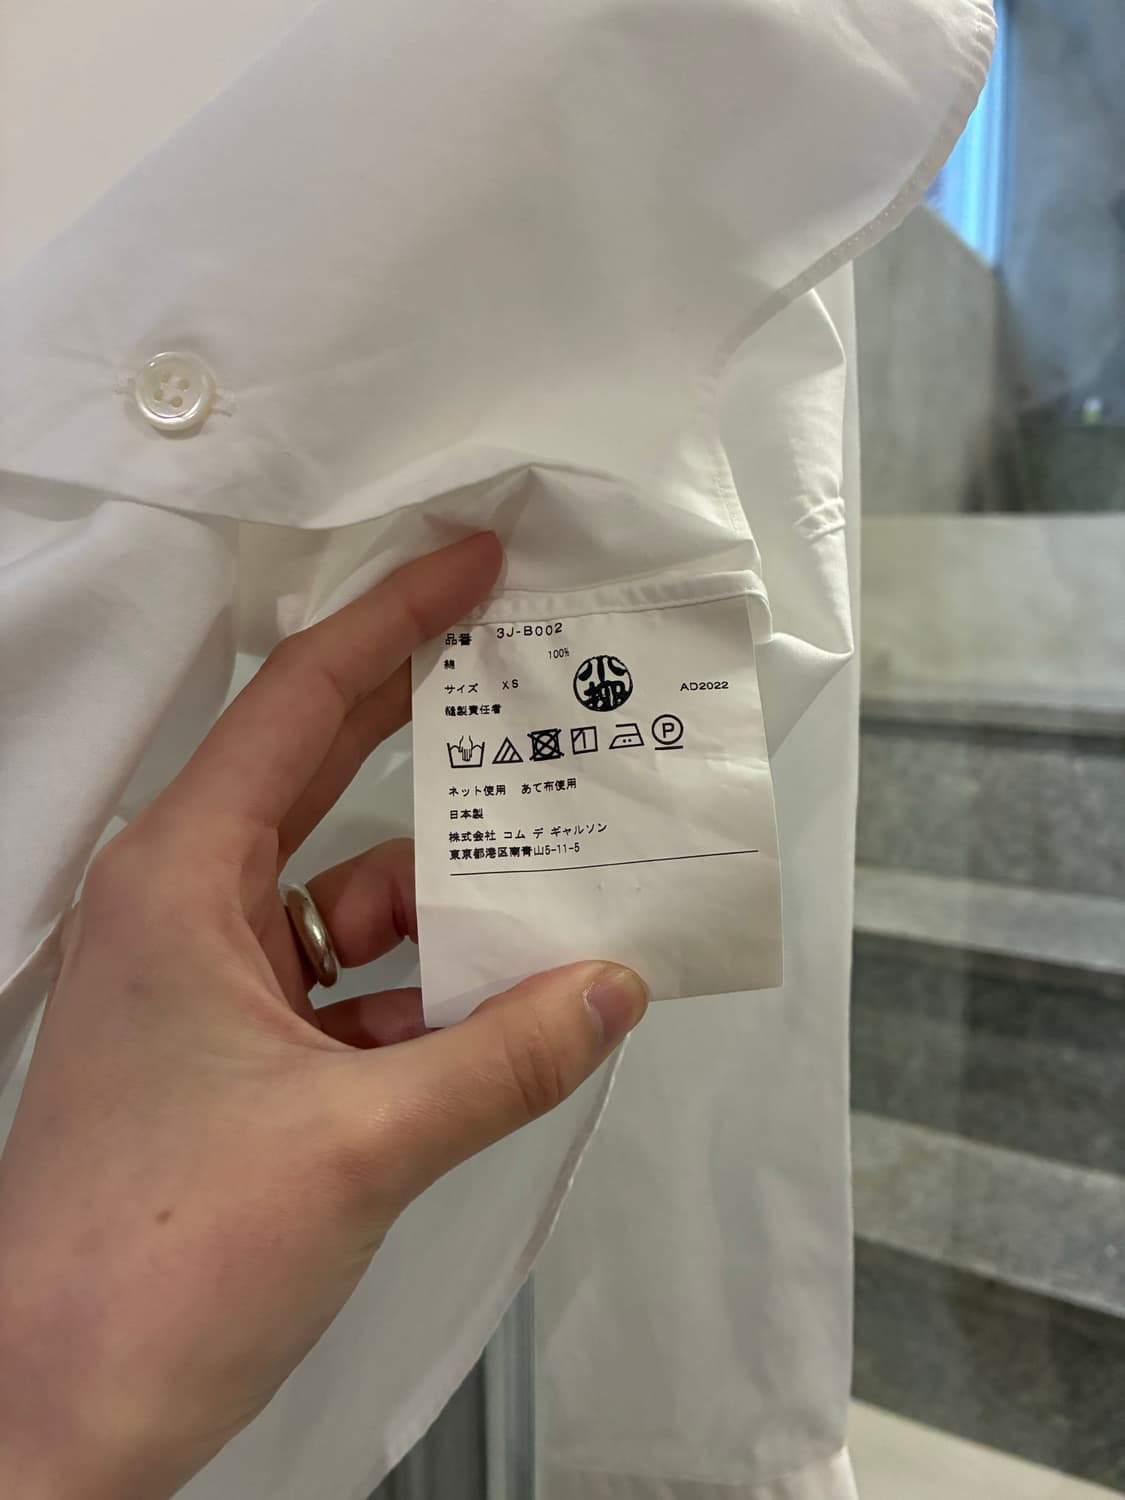 品番 3J-B002
綿 100%
サイズ XS
小柳
AD2022
縫製責任者
P
ネット使用 あて布使用
日本製
株式会社 コム デ ギャルソン
東京都港区南青山5-11-5